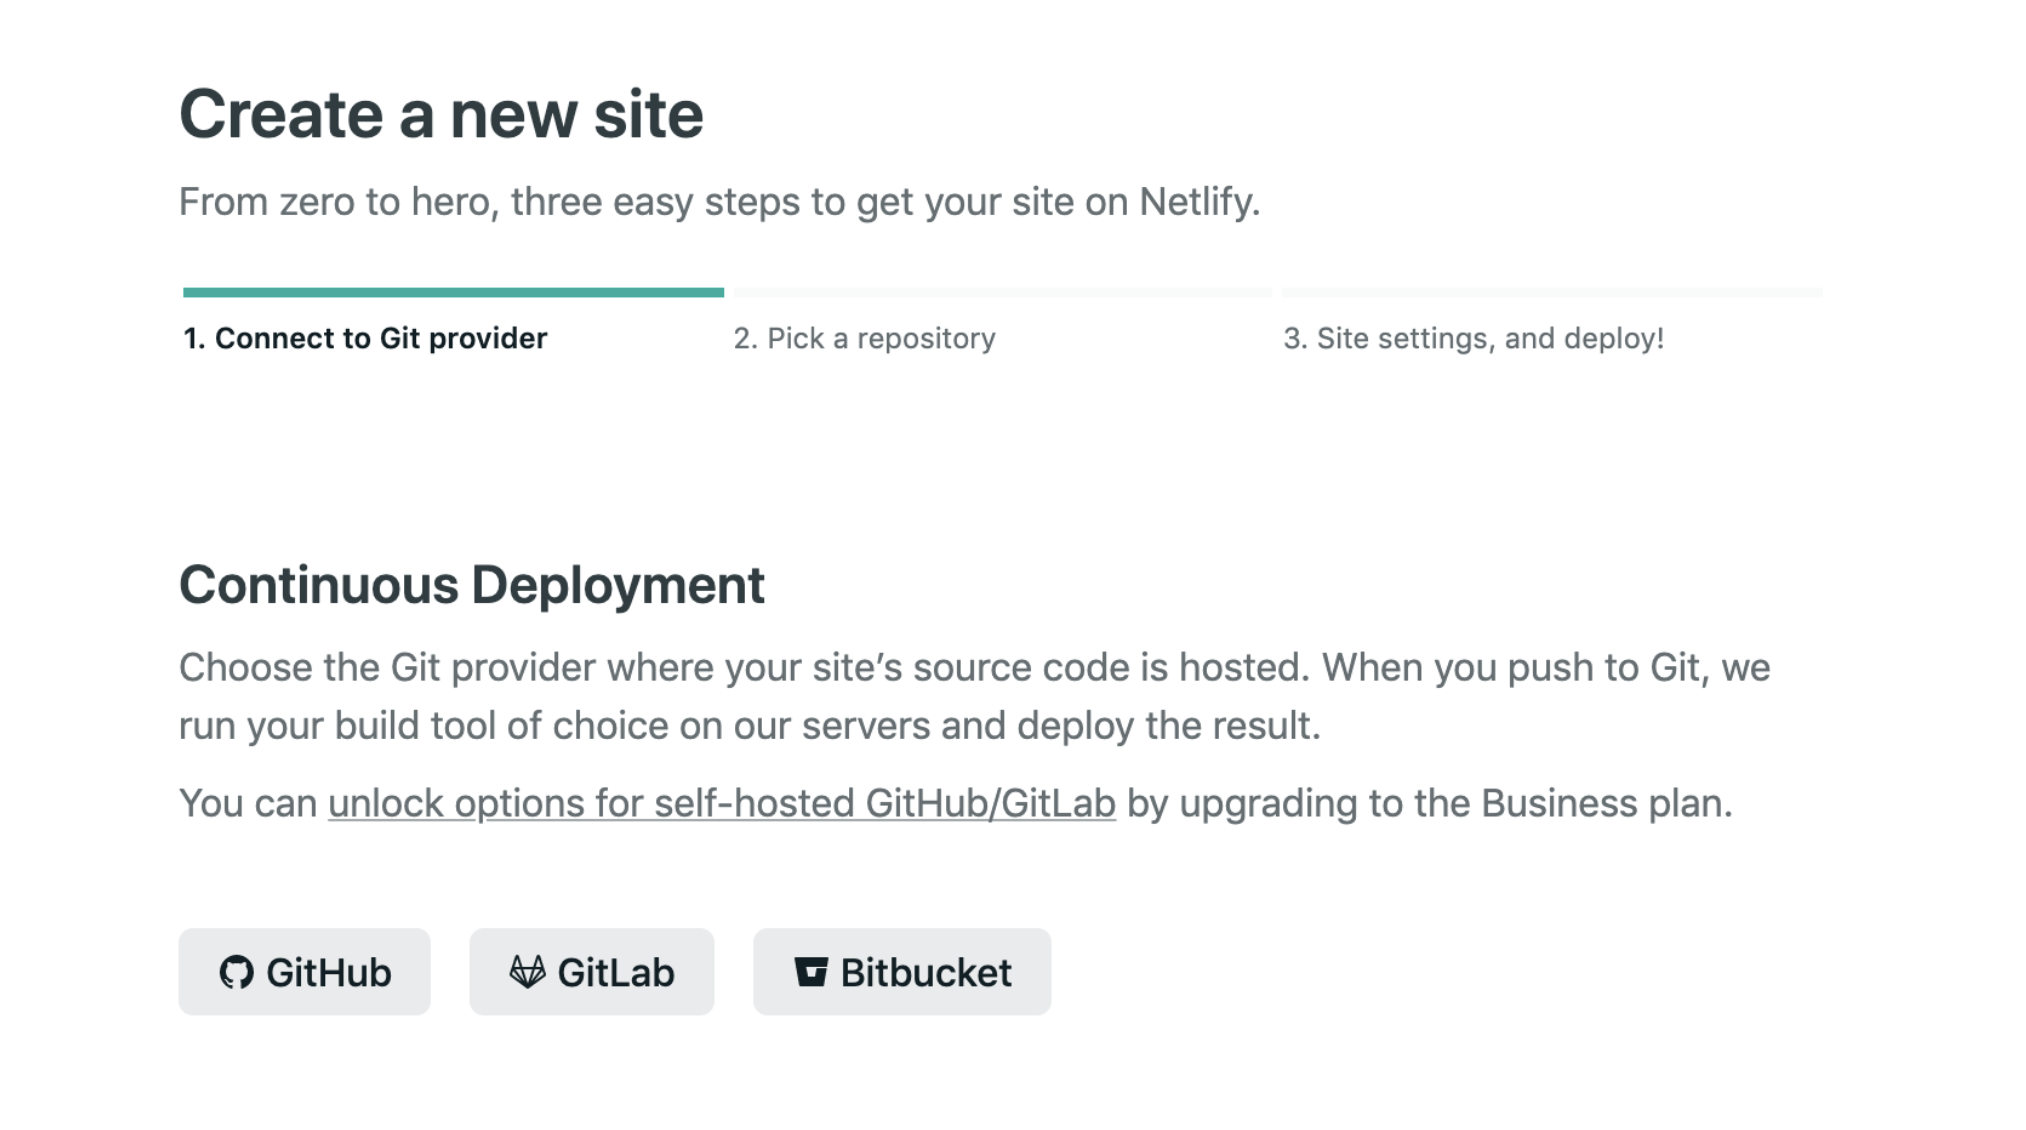 Create a new site
From zero to hero, three easy steps to get your site on Netlify.
1. Connect to Git provider
2. Pick a repository
3. Site settings, and deploy!
Continuous Deployment
Choose the Git provider where your site’s source code is hosted. When you push to Git, we
run your build tool of choice on our servers and deploy the result.
You can unlock options for self-hosted GitHub/GitLab by upgrading to the Business plan.
GitHub
GitLab
Bitbucket